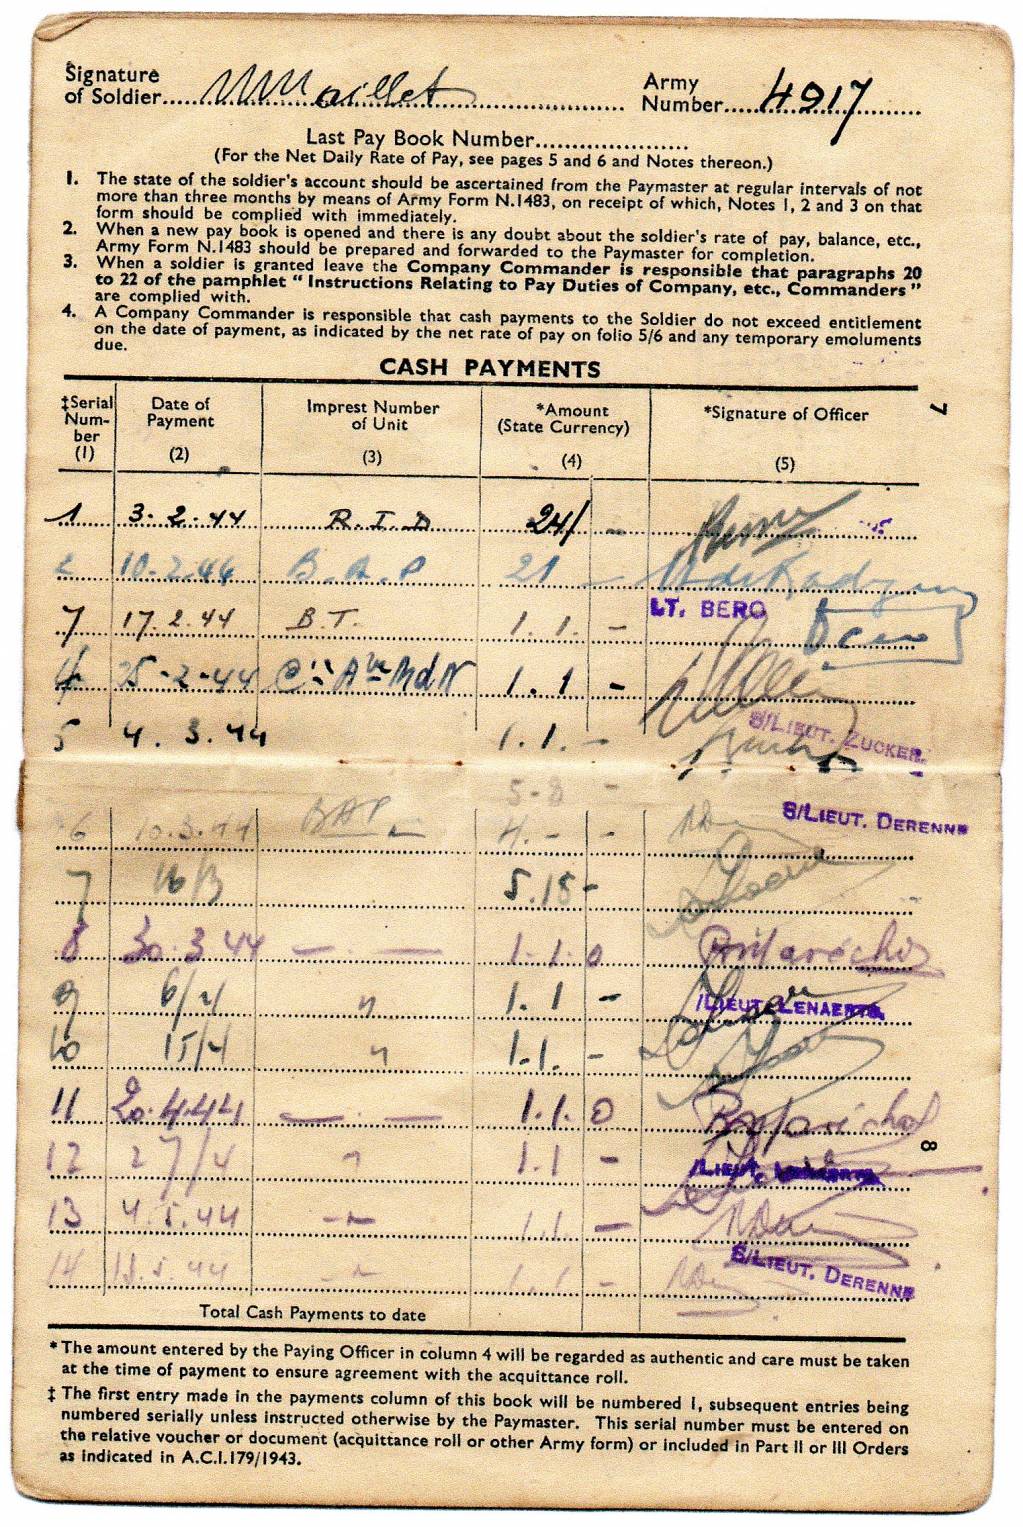 Signature
of Soldier.....Maillet..... Army
Number.....4917.....
Last Pay Book Number.....................
(For the Net Daily Rate of Pay, see pages 5 and 6 and Notes thereon.)
1. The state of the soldier's account should be ascertained from the Paymaster at regular intervals of not
more than three months by means of Army Form N.1483, on receipt of which, Notes 1, 2 and 3 on that
form should be complied with immediately.
2. When a new pay book is opened and there is any doubt about the soldier's rate of pay, balance, etc.,
Army Form N.1483 should be prepared and forwarded to the Paymaster for completion.
3. When a soldier is granted leave the Company Commander is responsible that paragraphs 20
to 22 of the pamphlet "Instructions Relating to Pay Duties of Company, etc., Commanders"
are complied with.
4. A Company Commander is responsible that cash payments to the Soldier do not exceed entitlement
on the date of payment, as indicated by the net rate of pay on folio 5/6 and any temporary emoluments
due.
CASH PAYMENTS
7
‡Serial Num-ber (1) Date of Payment (2) Imprest Number of Unit (3) *Amount (State Currency) (4) *Signature of Officer (5)
1 3.2.44 R.I.D 24/ -
2 10.2.44 B.A.P 21 -
7 17.2.44 B.T. 1.1. - LT. BERO
4 25-2-44 1.1 -
5 4.3.44 1.1. - S/LIEUT. ZUCKER.
5-8 -
6 10.3.44 BAP 4.- - S/LIEUT. DERENNE
7 16/3 5.15 -
8 30.3.44 — . — 1-1-0
9 6/4 " 1.1 - /LIEUT. LENAERTS.
10 15/4 " 1.1. -
11 20.4.44 — . — 1.1.0
8
12 27/4 " 1.1 - /LIEUT. LENAERTS.
13 4.5.44 -"- 1.1. -
14 11.5.44 -"- 1.1 - S/LIEUT. DERENNE
Total Cash Payments to date
*The amount entered by the Paying Officer in column 4 will be regarded as authentic and care must be taken
at the time of payment to ensure agreement with the acquittance roll.
‡ The first entry made in the payments column of this book will be numbered 1, subsequent entries being
numbered serially unless instructed otherwise by the Paymaster. This serial number must be entered on
the relative voucher or document (acquittance roll or other Army form) or included in Part II or III Orders
as indicated in A.C.I.179/1943.